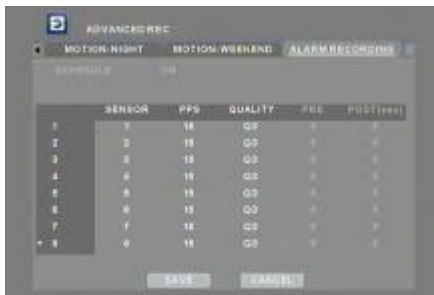 ADVANCED REC
MOTION-NIGHT MOTION-WEEKEND ALARM RECORDING
SCHEDULE ON
SENSOR PPS QUALITY PRE POST(sec)
1 1 15 Q3
2 2 15 Q3
3 3 15 Q3
4 4 15 Q3
5 5 15 Q3
6 6 15 Q3
7 7 15 Q3
8 15 Q3
SAVE CANCEL